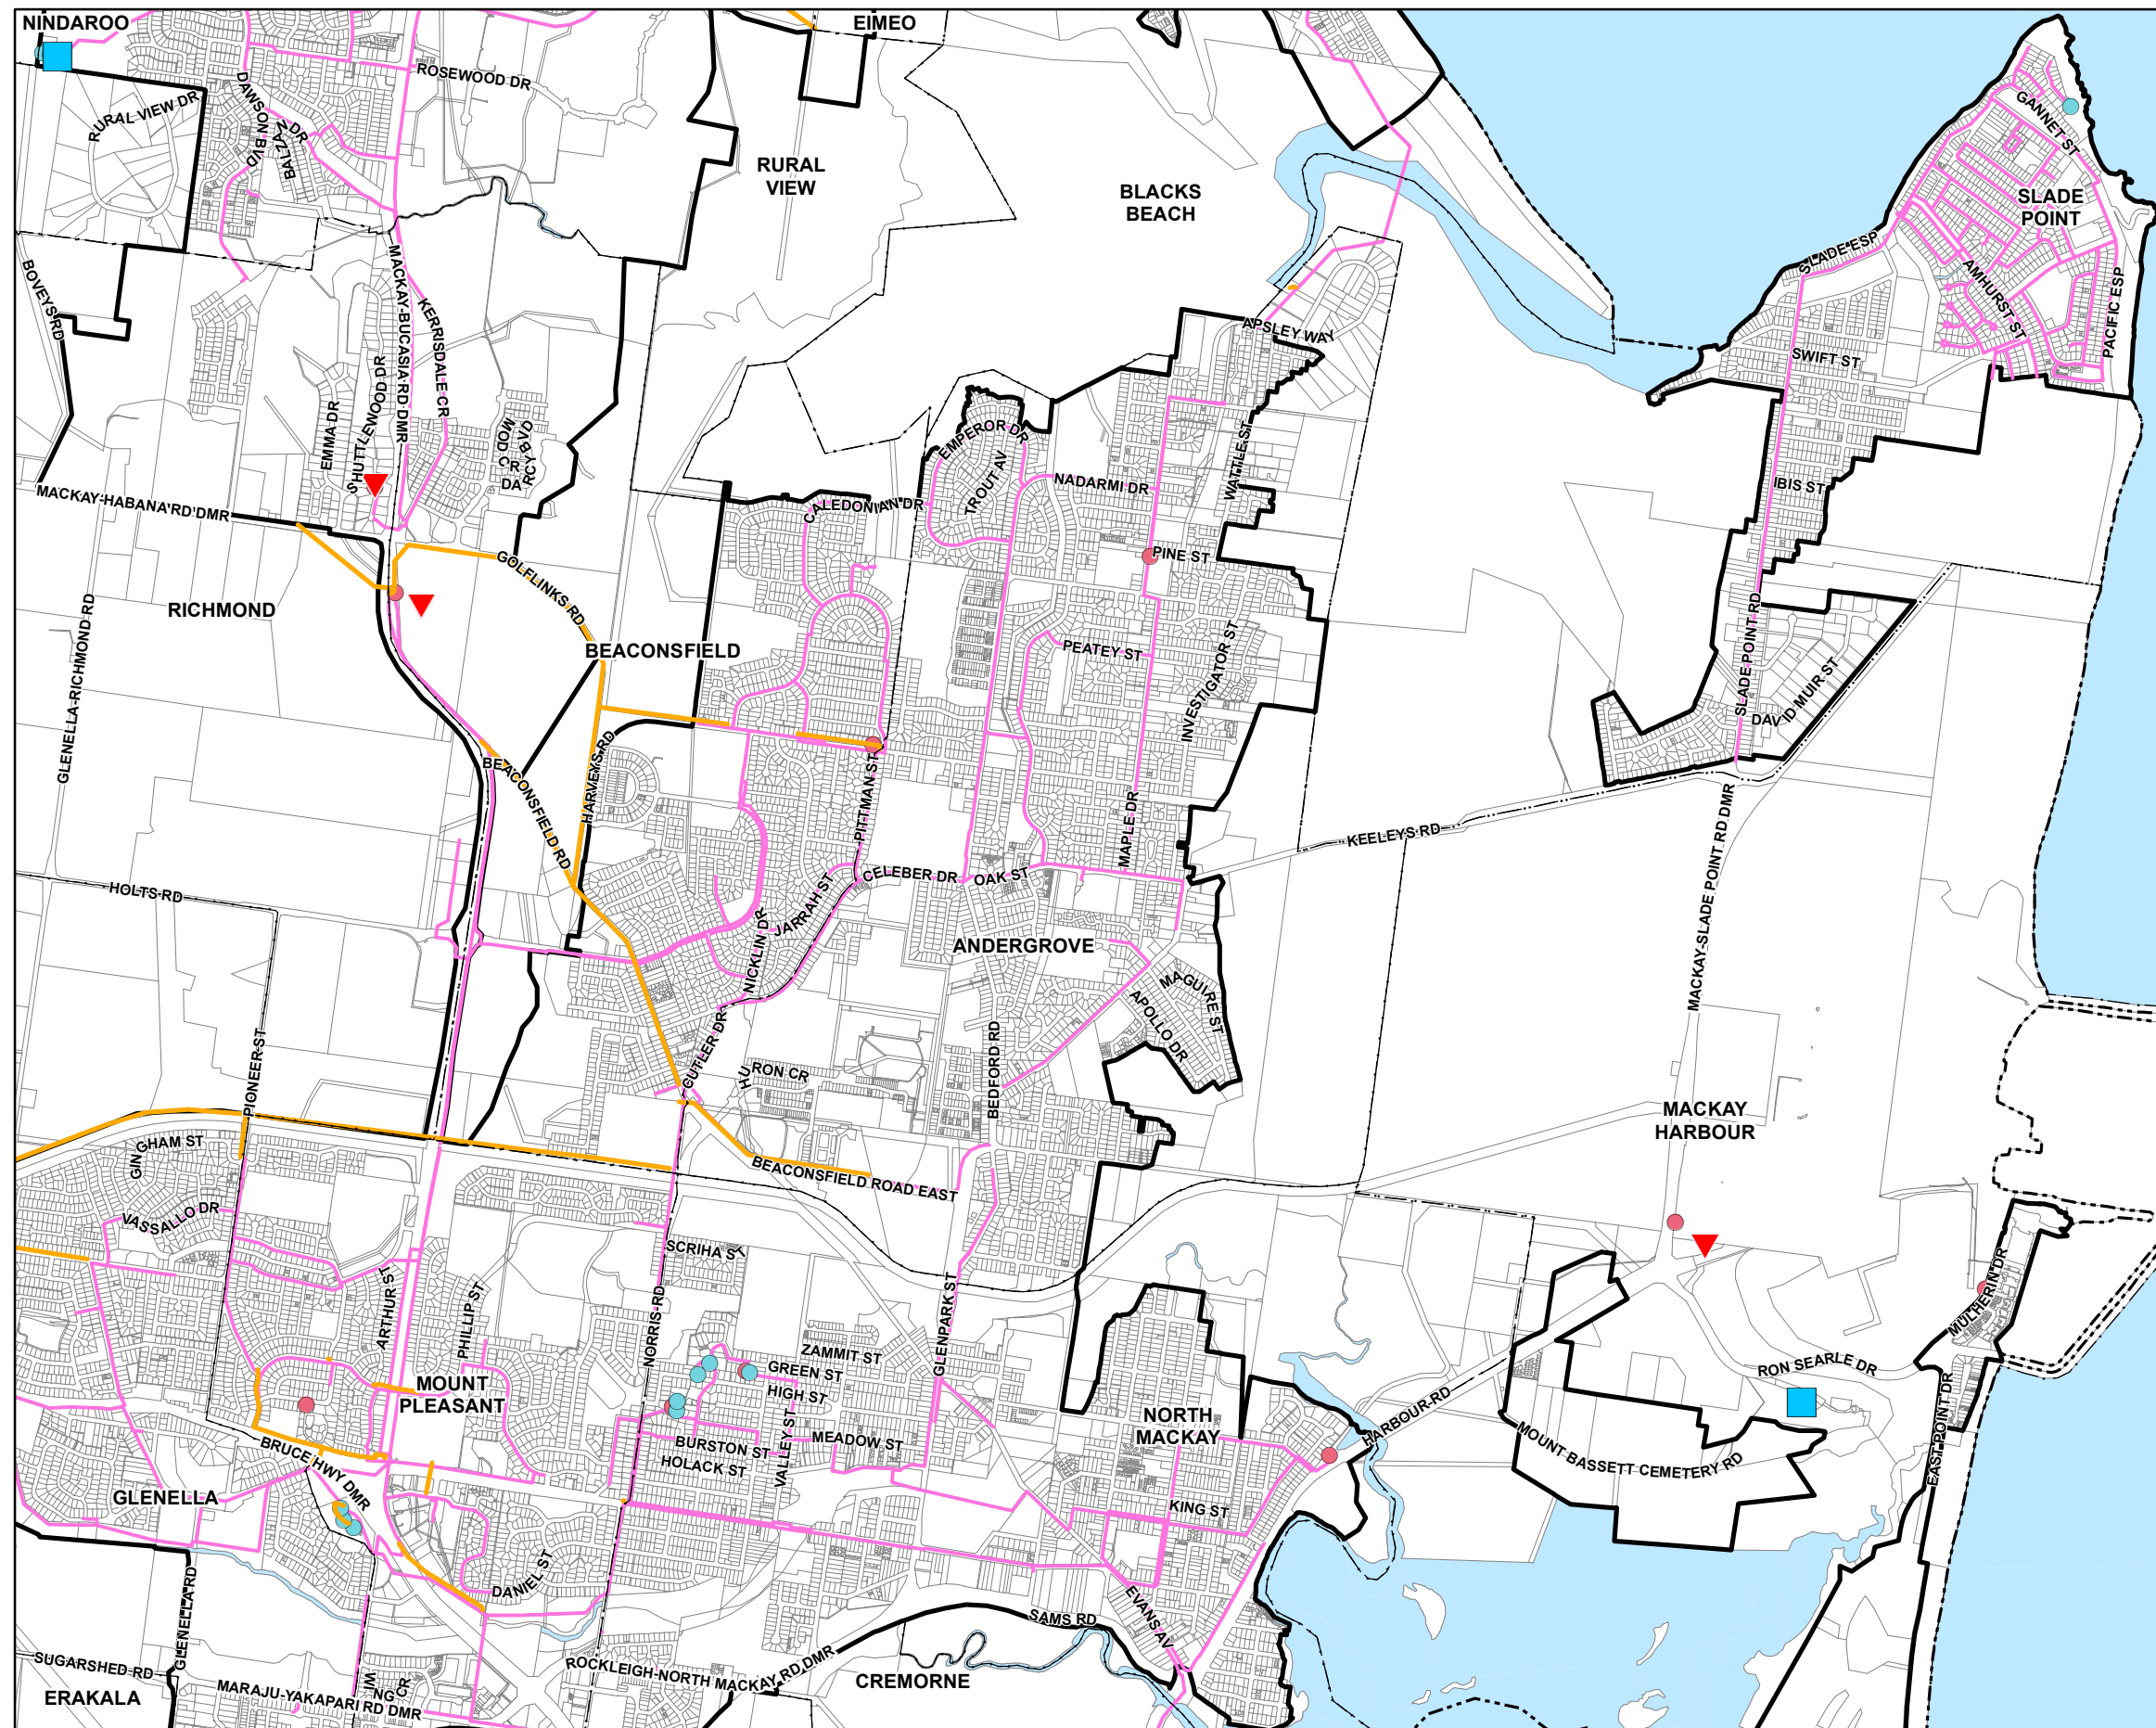 NINDAROO
EIMEO
ROSEWOOD DR
RURAL VIEW DR
DAWSON BVD
BALZAN DR
RURAL
VIEW
BLACKS
BEACH
GANNET ST
SLADE
POINT
SLADE ESP
AMHURST ST
PACIFIC ESP
BOVEYS RD
MACKAY-BUCASIA RD DMR
KERRISDALE CR
APSLEY WAY
SWIFT ST
EMMA DR
SHUTTLEWOOD DR
WOOD CR
DARCY BVD
EMPEROR DR
TROUT AV
WATTLE ST
NADARMI DR
IBIS ST
MACKAY-HABANA RD DMR
CALEDONIAN DR
PINE ST
GOLFLINKS RD
RICHMOND
GLENELLA-RICHMOND RD
BEACONSFIELD
PEATEY ST
INVESTIGATOR ST
SLADE POINT RD
DAVID MUIR ST
BEACONSFIELD RD
HARVEYS RD
PITTMAN ST
MAPLE DR
KEELEYS RD
MACKAY-SLADE POINT RD DMR
HOLTS RD
CELEBER DR
OAK ST
JARRAH ST
NICKLIN DR
ANDERGROVE
MAGUIRE ST
APOLLO DR
PIONEER ST
CUTLER DR
HURON CR
BEDFORD RD
MACKAY
HARBOUR
GINGHAM ST
BEACONSFIELD ROAD EAST
VASSALLO DR
SCRIHA ST
ARTHUR ST
PHILLIP ST
NORRIS RD
GLENPARK ST
MULHERIN DR
ZAMMIT ST
GREEN ST
HIGH ST
RON SEARLE DR
MOUNT
PLEASANT
NORTH
MACKAY
HARBOUR RD
EAST POINT DR
BURSTON ST
VALLEY ST
MEADOW ST
HOLACK ST
MOUNT BASSETT CEMETERY RD
BRUCE HWY DMR
GLENELLA
KING ST
DANIEL ST
GLENELLA RD
EVANS AV
SAMS RD
SUGARSHED RD
ROCKLEIGH-NORTH MACKAY RD DMR
CREMORNE
ERAKALA
MARAJU-YAKAPARI RD DMR